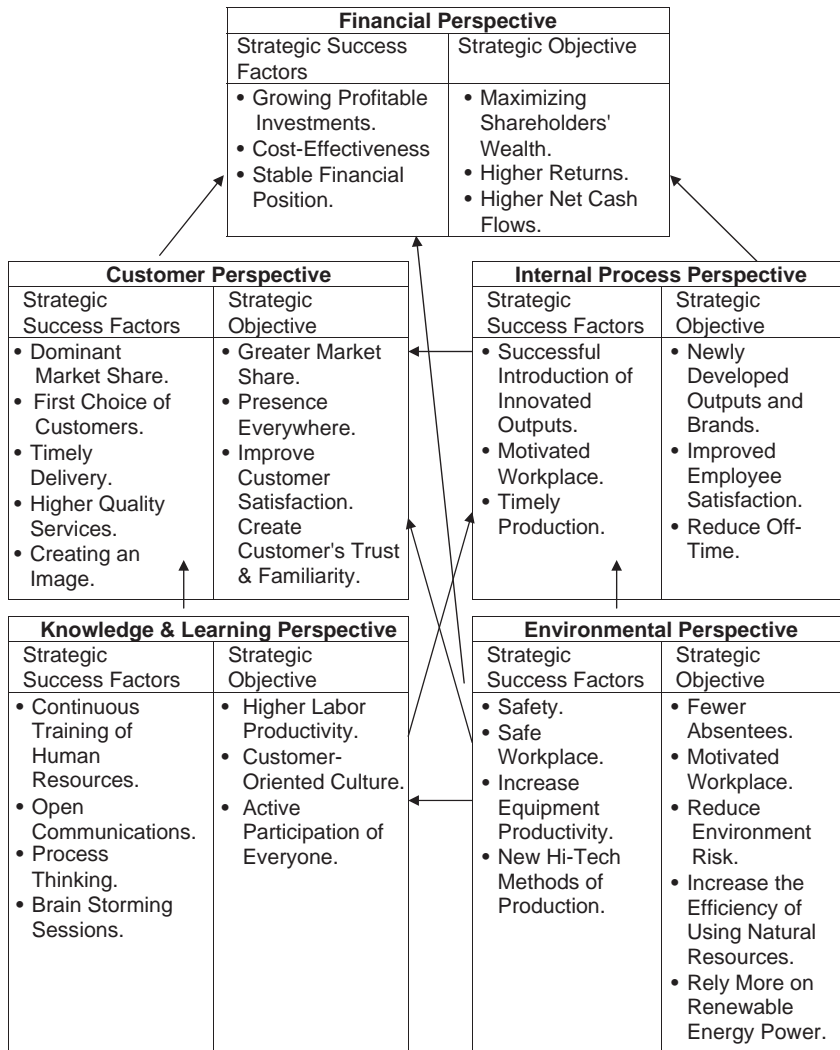 Financial Perspective
Strategic Success
Factors
• Growing Profitable
Investments.
• Cost-Effectiveness
• Stable Financial
Position.
Strategic Objective
• Maximizing
Shareholders'
Wealth.
• Higher Returns.
• Higher Net Cash
Flows.
Customer Perspective
Strategic
Success Factors
• Dominant
Market Share.
• First Choice of
Customers.
• Timely
Delivery.
• Higher Quality
Services.
• Creating an
Image.
Strategic
Objective
• Greater Market
Share.
• Presence
Everywhere.
• Improve
Customer
Satisfaction.
Create
Customer's Trust
& Familiarity.
Internal Process Perspective
Strategic
Success Factors
• Successful
Introduction of
Innovated
Outputs.
• Motivated
Workplace.
• Timely
Production.
Strategic
Objective
• Newly
Developed
Outputs and
Brands.
• Improved
Employee
Satisfaction.
• Reduce Off-
Time.
Knowledge & Learning Perspective
Strategic
Success Factors
• Continuous
Training of
Human
Resources.
• Open
Communications.
• Process
Thinking.
• Brain Storming
Sessions.
Strategic
Objective
• Higher Labor
Productivity.
• Customer-
Oriented Culture.
• Active
Participation of
Everyone.
Environmental Perspective
Strategic
Success Factors
• Safety.
• Safe
Workplace.
• Increase
Equipment
Productivity.
• New Hi-Tech
Methods of
Production.
Strategic
Objective
• Fewer
Absentees.
• Motivated
Workplace.
• Reduce
Environment
Risk.
• Increase the
Efficiency of
Using Natural
Resources.
• Rely More on
Renewable
Energy Power.